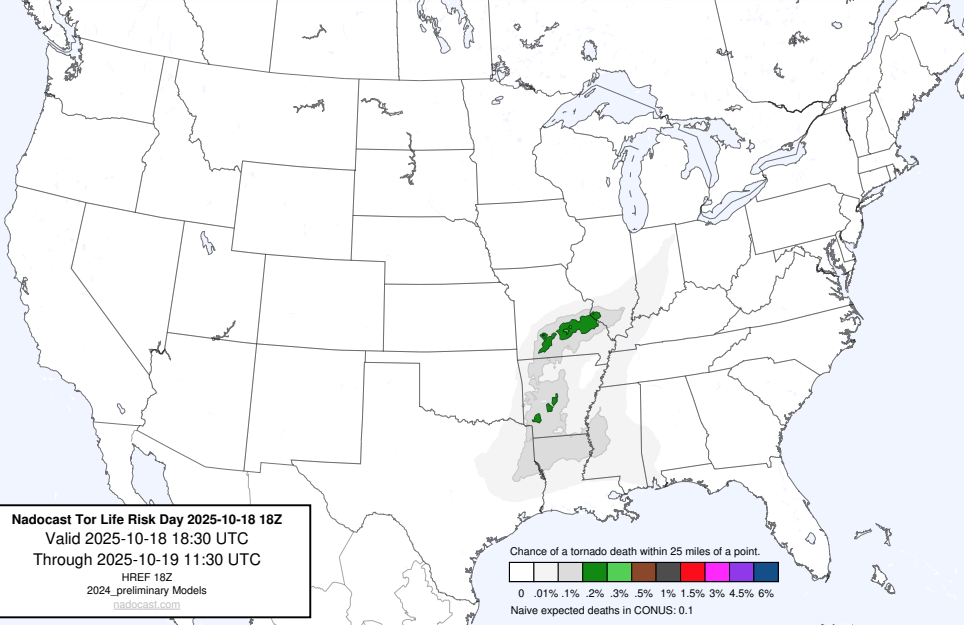 Nadocast Tor Life Risk Day 2025-10-18 18Z
Valid 2025-10-18 18:30 UTC
Through 2025-10-19 11:30 UTC
HREF 18Z
2024_preliminary Models
nadocast.com
Chance of a tornado death within 25 miles of a point.
0 .01% .1% .2% .3% .5% 1% 1.5% 3% 4.5% 6%
Naive expected deaths in CONUS: 0.1